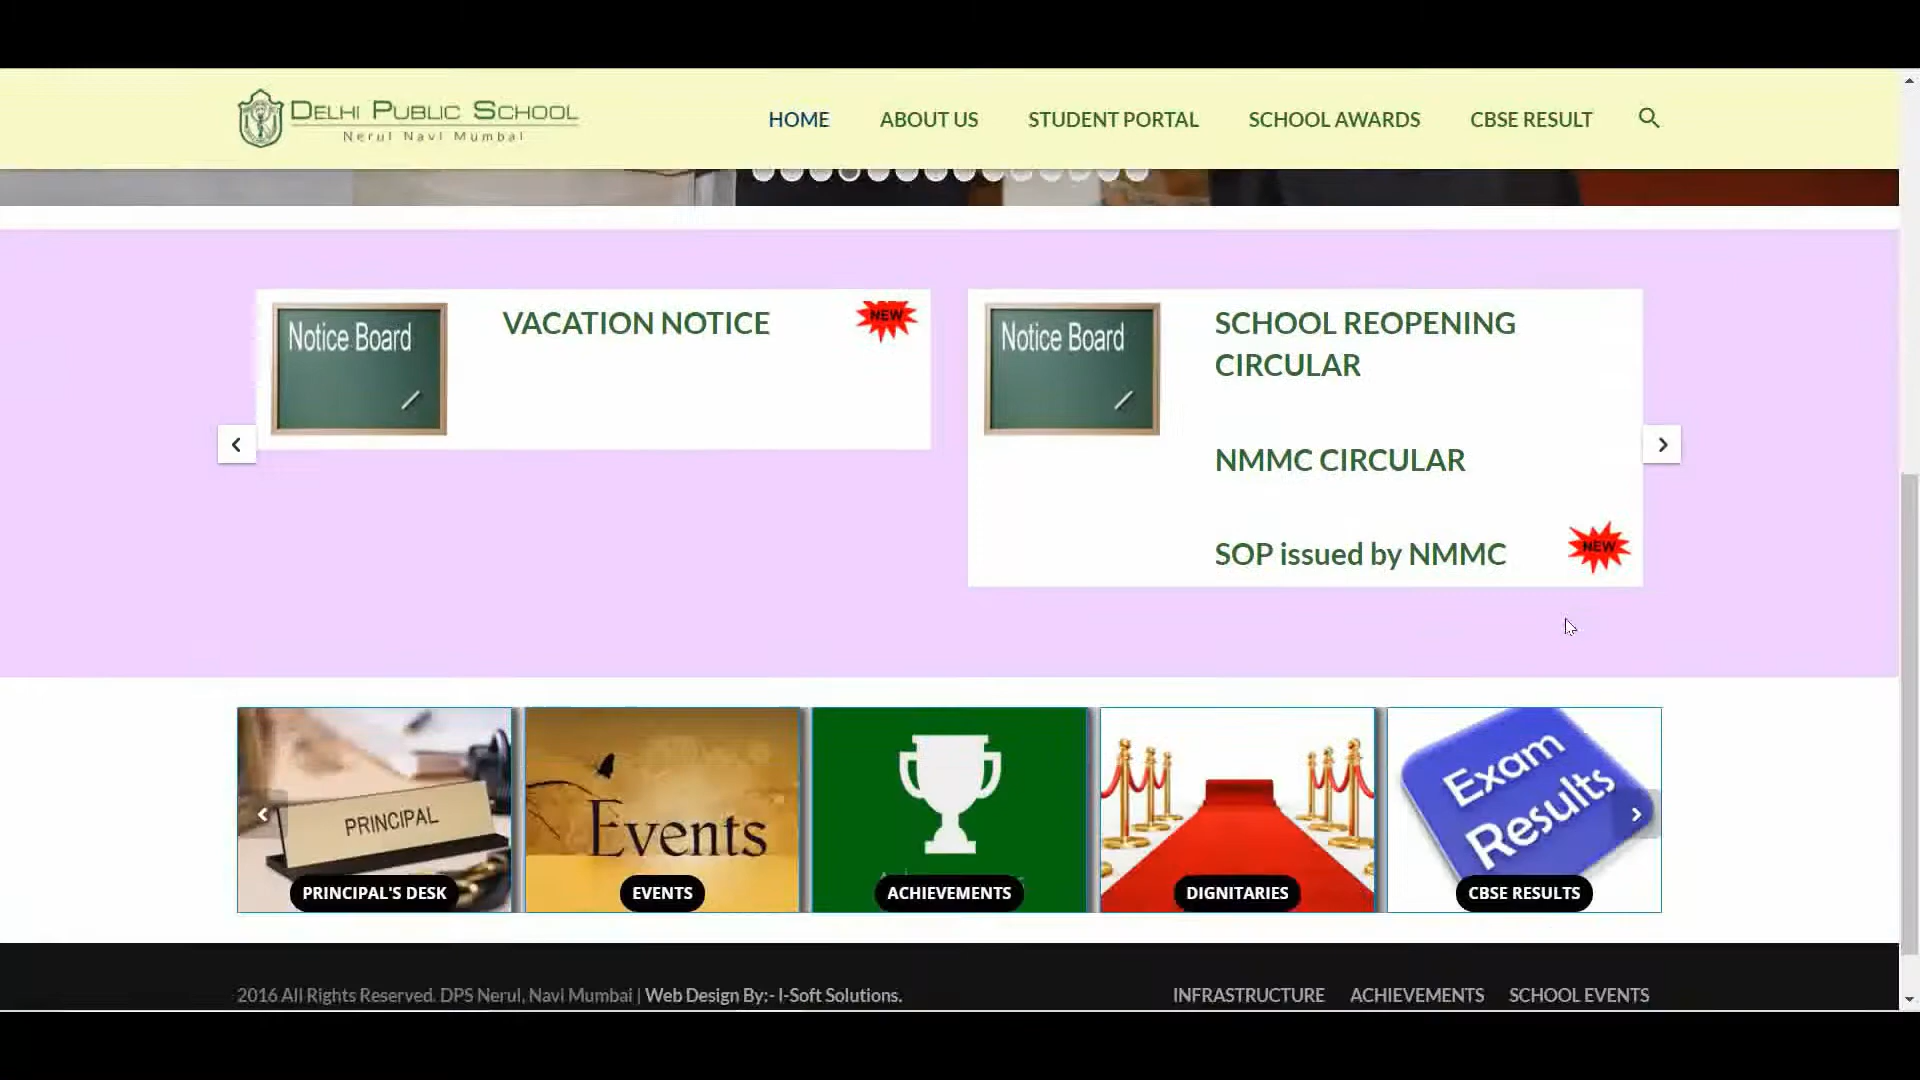 DELHI PUBLIC SCHOOL
Nerul Navi Mumbai
HOME
ABOUT US
STUDENT PORTAL
SCHOOL AWARDS
CBSE RESULT
Notice Board
VACATION NOTICE
NEW
Notice Board
SCHOOL REOPENING
CIRCULAR
NMMC CIRCULAR
SOP issued by NMMC
NEW
PRINCIPAL
PRINCIPAL'S DESK
Events
EVENTS
ACHIEVEMENTS
DIGNITARIES
Exam
Results
CBSE RESULTS
2016 All Rights Reserved. DPS Nerul, Navi Mumbai | Web Design By:- I-Soft Solutions.
INFRASTRUCTURE
ACHIEVEMENTS
SCHOOL EVENTS